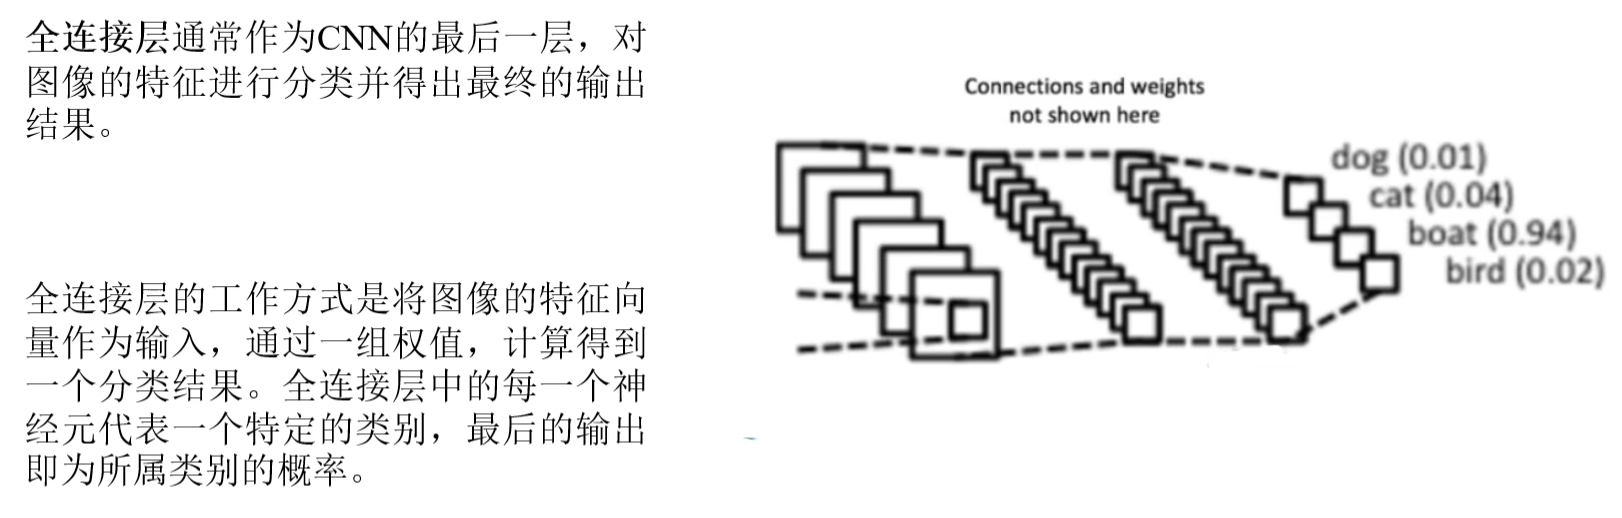 全连接层通常作为CNN的最后一层，对
图像的特征进行分类并得出最终的输出
结果。
全连接层的工作方式是将图像的特征向
量作为输入，通过一组权值，计算得到
一个分类结果。全连接层中的每一个神
经元代表一个特定的类别，最后的输出
即为所属类别的概率。
Connections and weights
not shown here
dog (0.01)
cat (0.04)
boat (0.94)
bird (0.02)